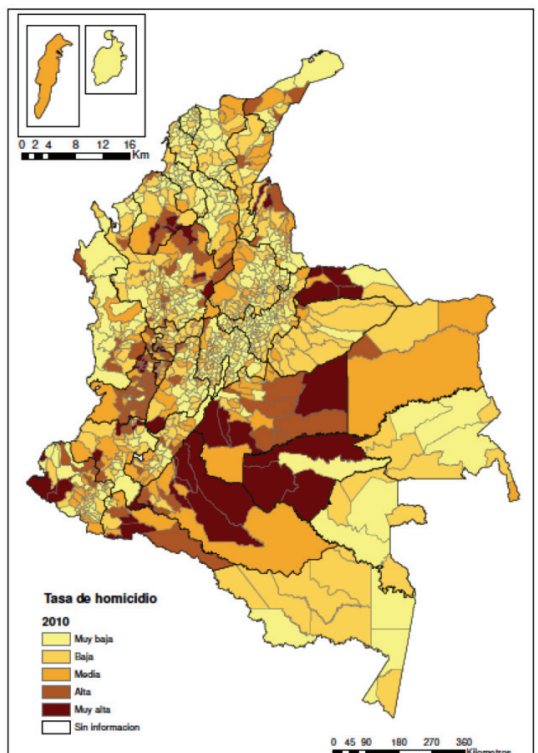 0 2 4 8 12 16
Km
Tasa de homicidio
2010
Muy baja
Baja
Media
Alta
Muy alta
Sin informacion
0 45 90 180 270 360
Kilometros